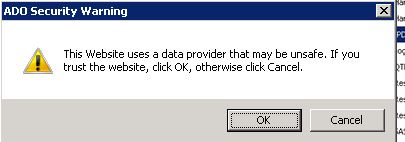 ADO Security Warning
This Website uses a data provider that may be unsafe. If you
trust the website, click OK, otherwise click Cancel.
OK
Cancel